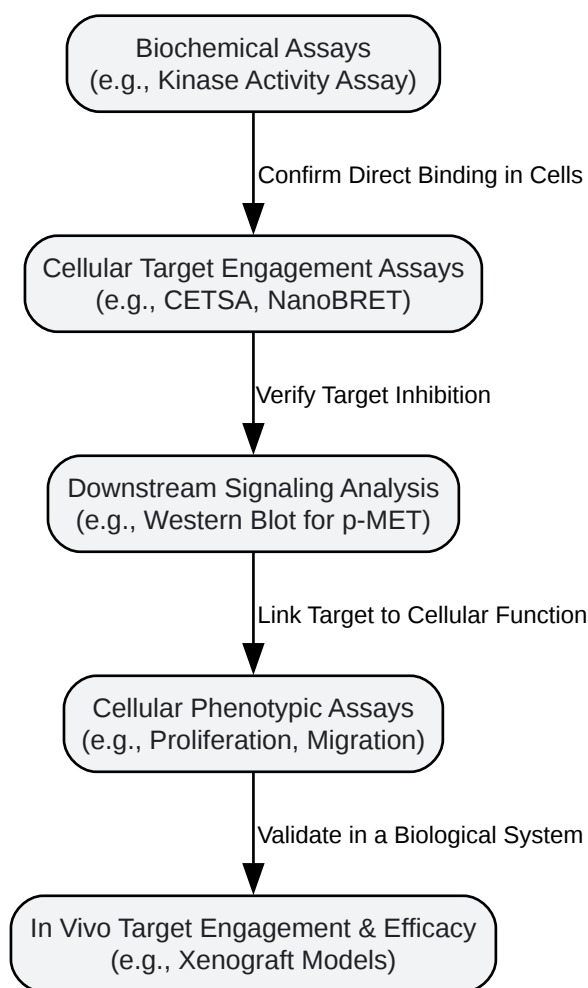 Biochemical Assays
(e.g., Kinase Activity Assay)
Confirm Direct Binding in Cells
Cellular Target Engagement Assays
(e.g., CETSA, NanoBRET)
Verify Target Inhibition
Downstream Signaling Analysis
(e.g., Western Blot for p-MET)
Link Target to Cellular Function
Cellular Phenotypic Assays
(e.g., Proliferation, Migration)
Validate in a Biological System
In Vivo Target Engagement & Efficacy
(e.g., Xenograft Models)